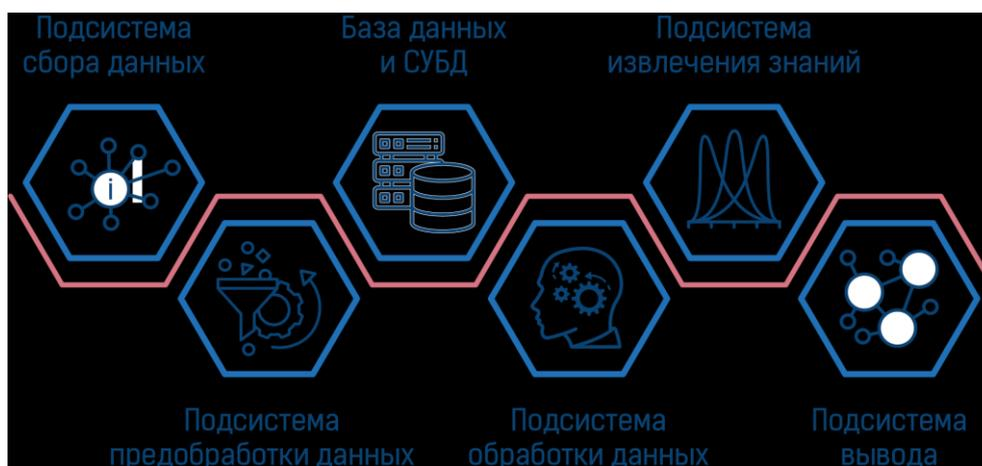 Подсистема
сбора данных
База данных
и СУБД
Подсистема
извлечения знаний
i
Подсистема
предобработки данных
Подсистема
обработки данных
Подсистема
вывода